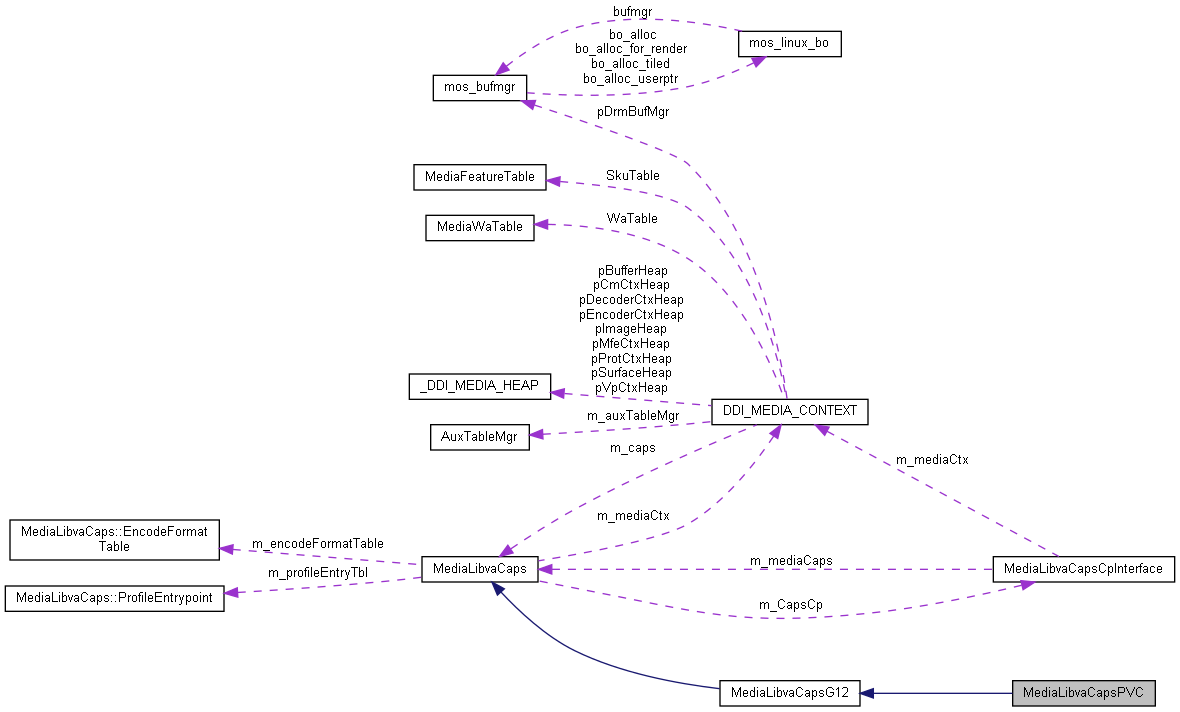 bufmgr
mos_linux_bo
bo_alloc
bo_alloc_for_render
bo_alloc_tiled
bo_alloc_userptr
mos_bufmgr
pDrmBufMgr
MediaFeatureTable
SkuTable
MediaWaTable
WaTable
pBufferHeap
pCmCtxHeap
pDecoderCtxHeap
pEncoderCtxHeap
pImageHeap
pMfeCtxHeap
pProtCtxHeap
pSurfaceHeap
pVpCtxHeap
_DDI_MEDIA_HEAP
DDI_MEDIA_CONTEXT
m_auxTableMgr
AuxTableMgr
m_caps
m_mediaCtx
m_mediaCtx
MediaLibvaCaps::EncodeFormat
Table
m_encodeFormatTable
m_profileEntryTbl
MediaLibvaCaps::ProfileEntrypoint
MediaLibvaCaps
m_mediaCaps
MediaLibvaCapsCpInterface
m_CapsCp
MediaLibvaCapsG12
MediaLibvaCapsPVC